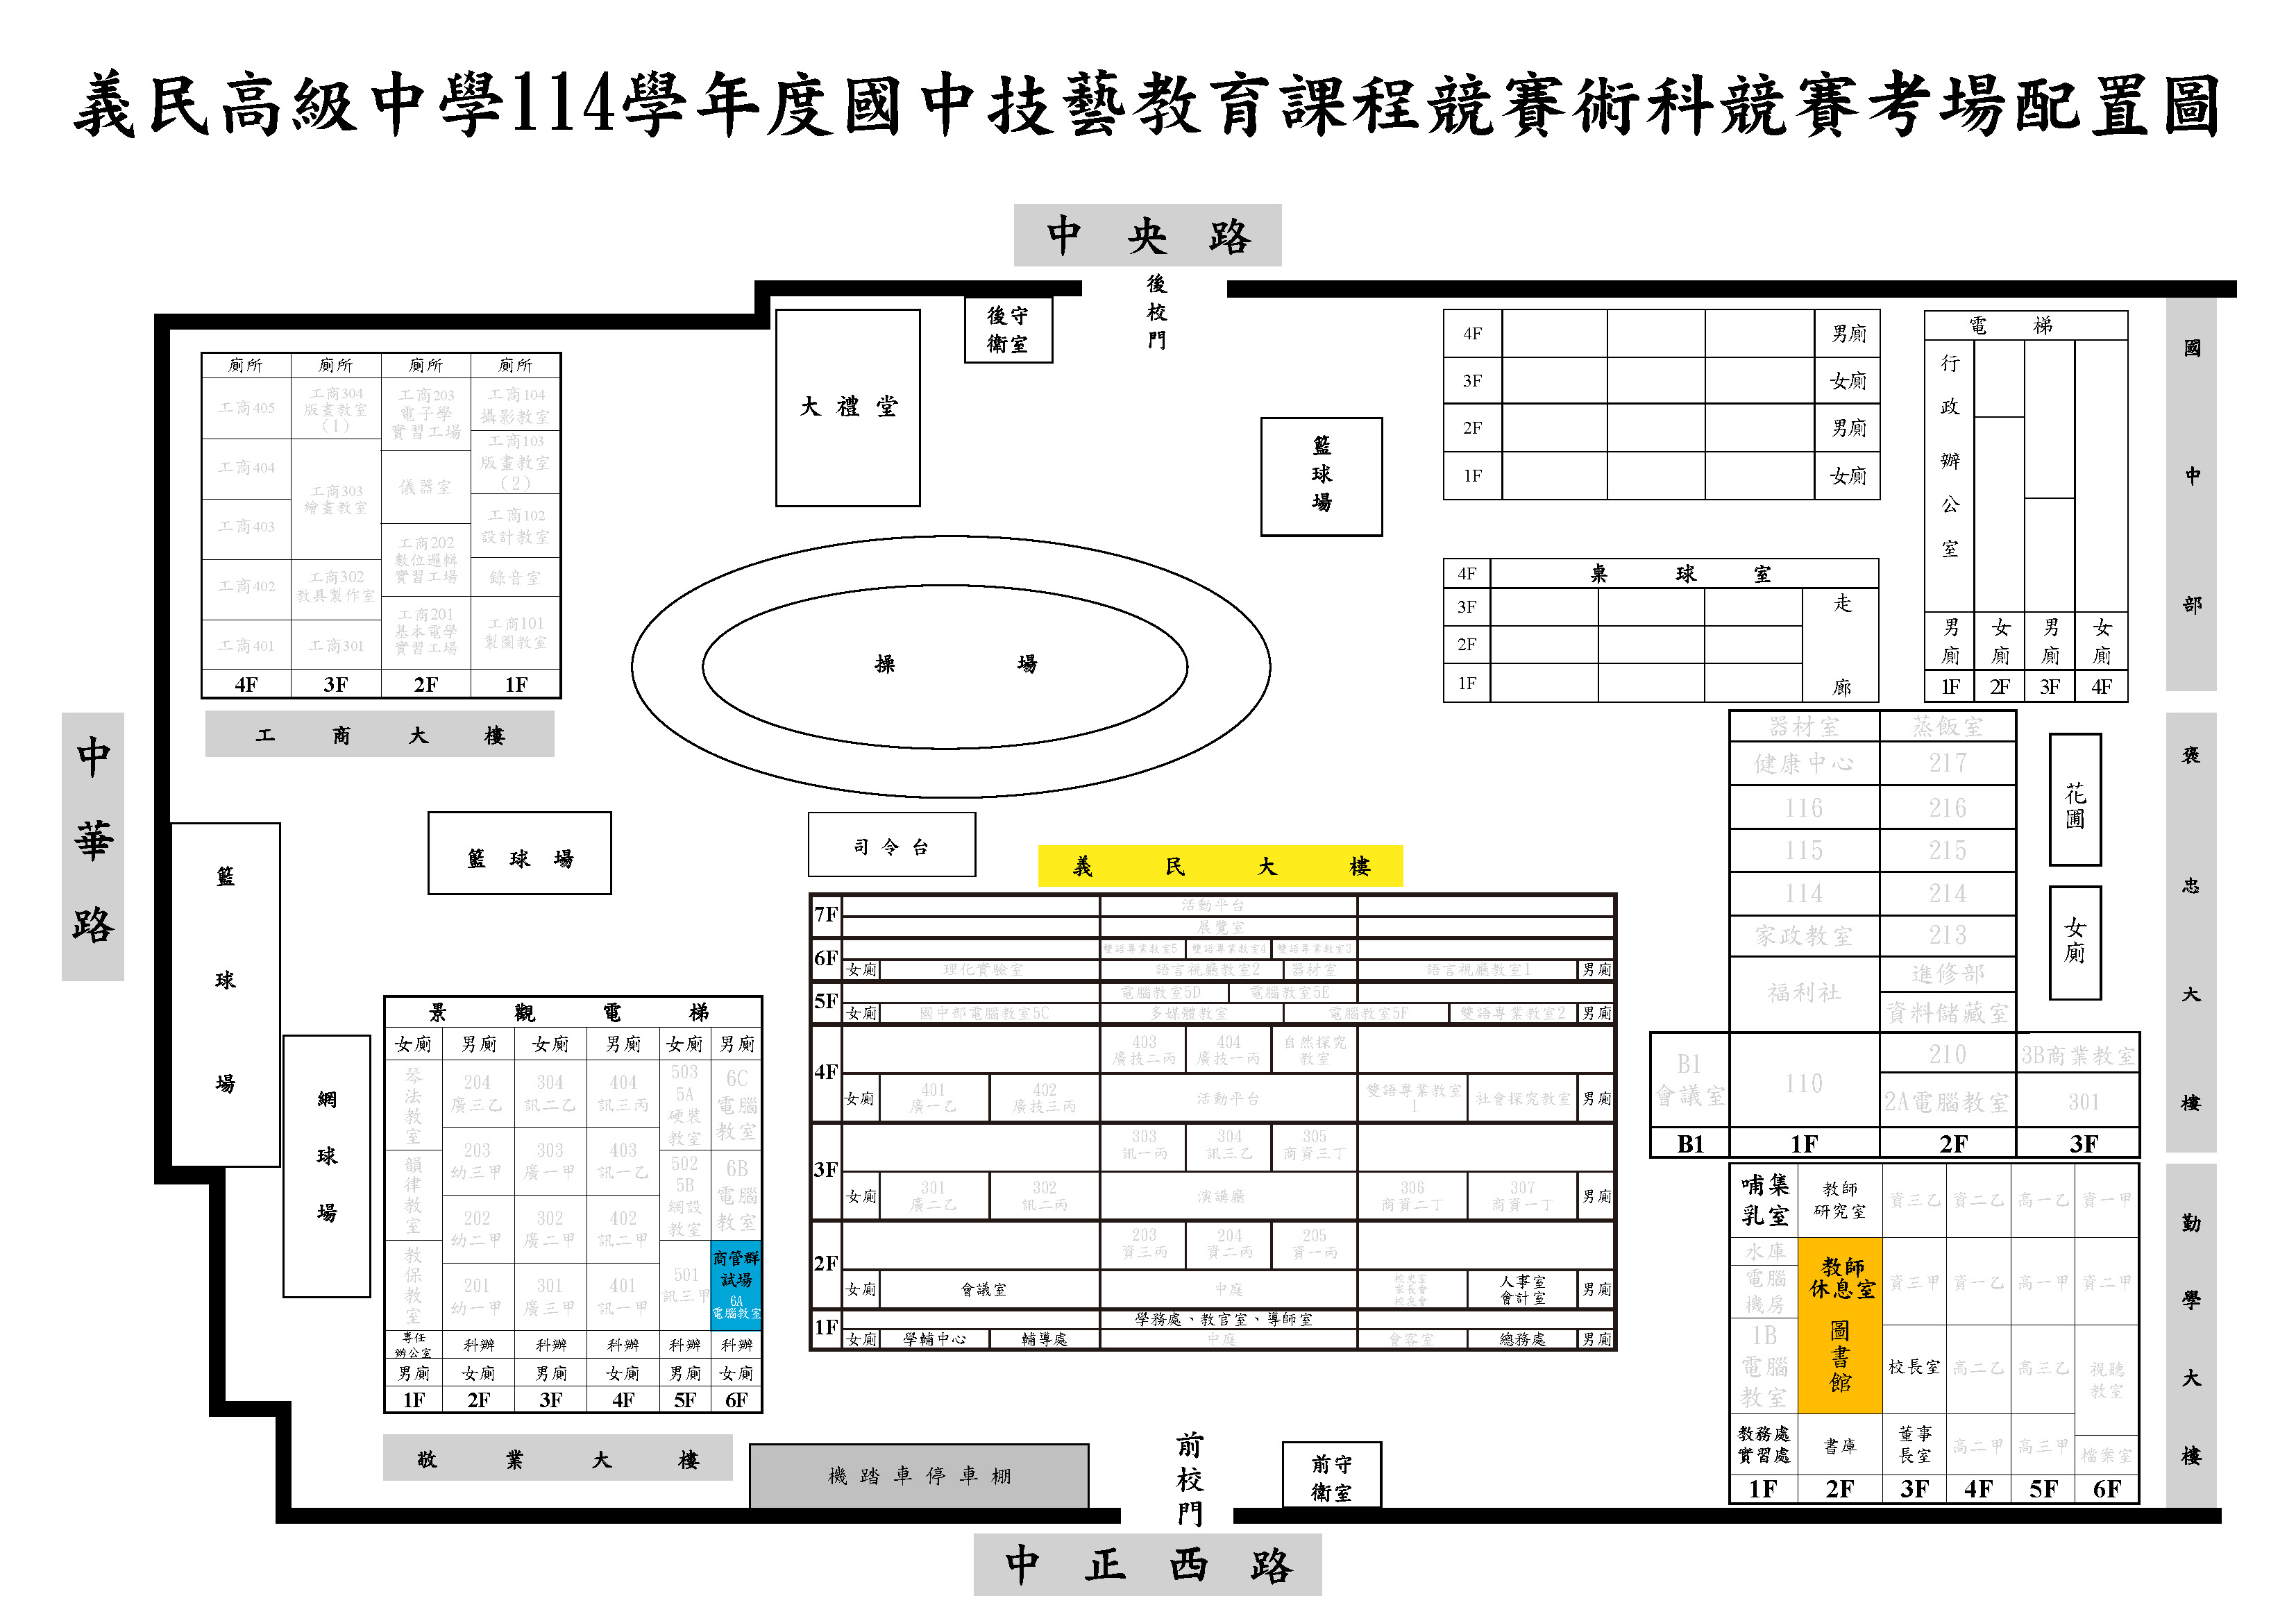 義民高級中學114學年度國中技藝教育課程競賽術科競賽考場配置圖
中央路
後校門
後守衛室
大禮堂
籃球場
廁所 廁所 廁所 廁所
工商405
工商404
工商403
工商402
工商401
4F
工商304
版畫教室
(1)
工商303
繪畫教室
工商302
教具製作室
工商301
3F
工商203
電子學
實習工場
儀器室
工商202
數位邏輯
實習工場
工商201
基本電學
實習工場
2F
工商104
攝影教室
工商103
版畫教室
(2)
工商102
設計教室
錄音室
工商101
製圖教室
1F
工商大樓
4F 男廁
3F 女廁
2F 男廁
1F 女廁
4F 桌球室
3F
2F
1F
走廊
電梯
行政辦公室
男廁 女廁 男廁 女廁
1F 2F 3F 4F
國中部
操場
司令台
中華路
籃球場
籃球場
網球場
義民大樓
7F
活動平台
展覽室
6F
雙語專業教室5 雙語專業教室4 雙語專業教室3
女廁 理化實驗室 語言視廳教室2 器材室 語言視廳教室1 男廁
5F
電腦教室5D 電腦教室5E
女廁 國中部電腦教室5C 多媒體教室 電腦教室5F 雙語專業教室2 男廁
4F
403
廣技二丙
404
廣技一丙
自然探究
教室
女廁
401
廣一乙
402
廣技三丙
活動平台
雙語專業教室
1
社會探究教室
男廁
3F
303
訊一丙
304
訊三乙
305
商資三丁
女廁
301
廣二乙
302
訊二丙
演講廳
306
商資二丁
307
商資一丁
男廁
2F
203
資三丙
204
資二丙
205
資一丙
女廁
會議室
中庭
校史室
家長會
校友會
人事室
會計室
男廁
1F
學務處、教官室、導師室
女廁 學輔中心 輔導處 中庭 會客室 總務處 男廁
景觀電梯
女廁 男廁 女廁 男廁 女廁 男廁
琴法教室
韻律教室
教保教室
專任
辦公室
男廁
1F
204
廣三乙
203
幼三甲
202
幼二甲
201
幼一甲
科辦
女廁
2F
304
訊二乙
303
廣一甲
302
廣二甲
301
廣三甲
科辦
男廁
3F
404
訊三丙
403
訊一乙
402
訊二甲
401
訊一甲
科辦
女廁
4F
503
5A
硬裝
教室
502
5B
網設
教室
501
訊三甲
科辦
男廁
5F
6C
電腦
教室
6B
電腦
教室
商管群
試場
6A
電腦教室
科辦
女廁
6F
敬業大樓
機踏車停車棚
前校門
前守衛室
中正西路
器材室 蒸飯室
健康中心 217
116 216
115 215
114 214
家政教室 213
福利社
進修部
資料儲藏室
B1
會議室
110
210
2A電腦教室
3B商業教室
301
B1 1F 2F 3F
花圃
女廁
褒忠大樓
哺集
乳室
水庫
電腦
機房
1B
電腦
教室
教務處
實習處
1F
教師
研究室
教師
休息室
圖書館
書庫
2F
資三乙
資三甲
校長室
董事
長室
3F
資二乙
資一乙
高二乙
高二甲
4F
高一乙
高一甲
高三乙
高三甲
5F
資一甲
資二甲
視聽
教室
檔案室
6F
勤學大樓